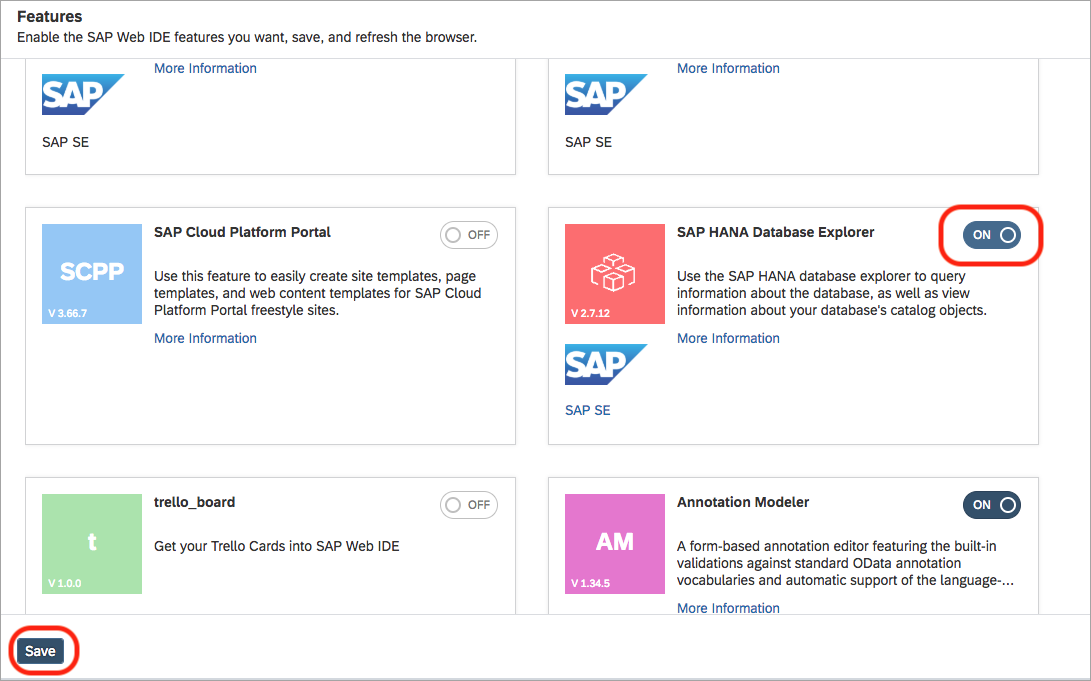 Features
Enable the SAP Web IDE features you want, save, and refresh the browser.
More Information
SAP
SAP SE
More Information
SAP
SAP SE
SCPP
V 3.66.7
SAP Cloud Platform Portal
OFF
Use this feature to easily create site templates, page
templates, and web content templates for SAP Cloud
Platform Portal freestyle sites.
More Information
V 2.7.12
SAP HANA Database Explorer
ON
Use the SAP HANA database explorer to query
information about the database, as well as view
information about your database's catalog objects.
More Information
SAP
SAP SE
t
V 1.0.0
trello_board
OFF
Get your Trello Cards into SAP Web IDE
AM
V 1.34.5
Annotation Modeler
ON
A form-based annotation editor featuring the built-in
validations against standard OData annotation
vocabularies and automatic support of the language-...
More Information
Save